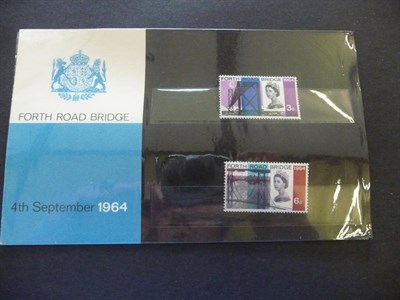 FORTH ROAD BRIDGE
4th September 1964
FORTH ROAD BRIDGE 1964
3D
FORTH ROAD BRIDGE 1964
6D